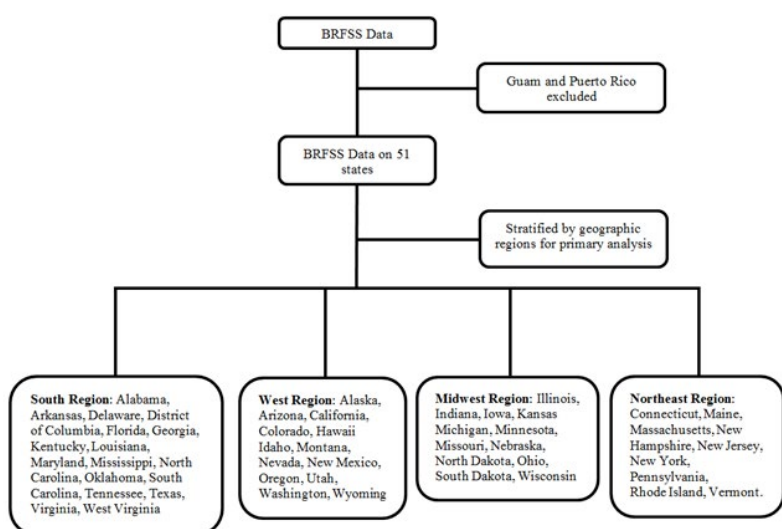 BRFSS Data
Guam and Puerto Rico
excluded
BRFSS Data on 51
states
Stratified by geographic
regions for primary analysis
South Region: Alabama,
Arkansas, Delaware, District
of Columbia, Florida, Georgia,
Kentucky, Louisiana,
Maryland, Mississippi, North
Carolina, Oklahoma, South
Carolina, Tennessee, Texas,
Virginia, West Virginia
West Region: Alaska,
Arizona, California,
Colorado, Hawaii
Idaho, Montana,
Nevada, New Mexico,
Oregon, Utah,
Washington, Wyoming
Midwest Region: Illinois,
Indiana, Iowa, Kansas
Michigan, Minnesota,
Missouri, Nebraska,
North Dakota, Ohio,
South Dakota, Wisconsin
Northeast Region:
Connecticut, Maine,
Massachusetts, New
Hampshire, New Jersey,
New York,
Pennsylvania,
Rhode Island, Vermont.